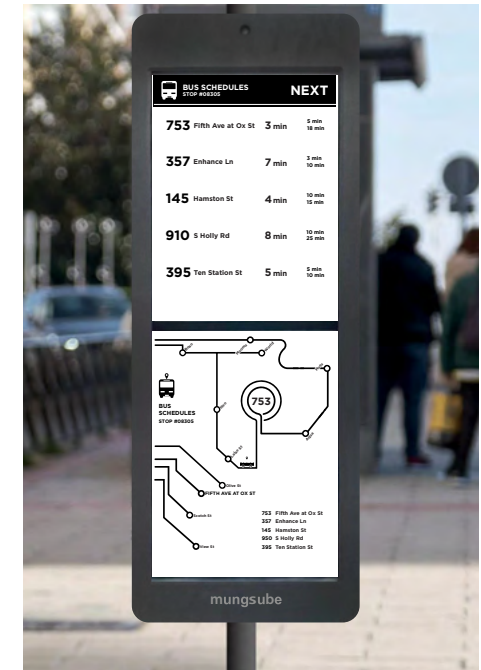 BUS SCHEDULES
STOP #08305
NEXT
753 Fifth Ave at Ox St 3 min 5 min
18 min
357 Enhance Ln 7 min 3 min
10 min
145 Hamston St 4 min 10 min
15 min
910 S Holly Rd 8 min 10 min
25 min
395 Ten Station St 5 min 5 min
10 min
753
BUS
SCHEDULES
STOP #08305
Olive St
FIFTH AVE AT OX ST
Scotch St
753 Fifth Ave at Ox St
357 Enhance Ln
145 Hamston St
950 S Holly Rd
395 Ten Station St
mungsube